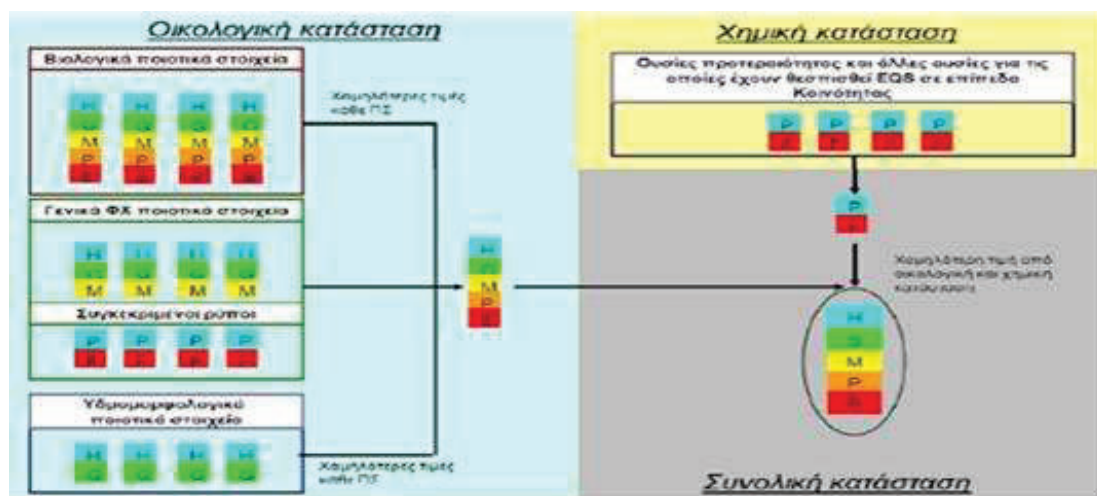 Οικολογική κατάσταση
Βιολογικά ποιοτικά στοιχεία
H H H H
G G G G
M M M M
P P P P
B B B B
Χαμηλότερες τιμές
κάθε ΠΣ
Γενικά ΦΧ ποιοτικά στοιχεία
H H H H
G G G G
M M M M
Συγκεκριμένοι ρύποι
P P P P
F F F
Υδρομορφολογικά
ποιοτικά στοιχεία
H H H H
G G G G
Χαμηλότερες τιμές
κάθε ΠΣ
H
G
M
P
Χημική κατάσταση
Ουσίες προτεραιότητας και άλλες ουσίες για τις
οποίες έχουν θεσπισθεί EQS σε επίπεδο
Κοινότητας
P P P P
P
Χαμηλότερη τιμή από
οικολογική και χημική
κατάσταση
H
G
M
P
B
Συνολική κατάσταση